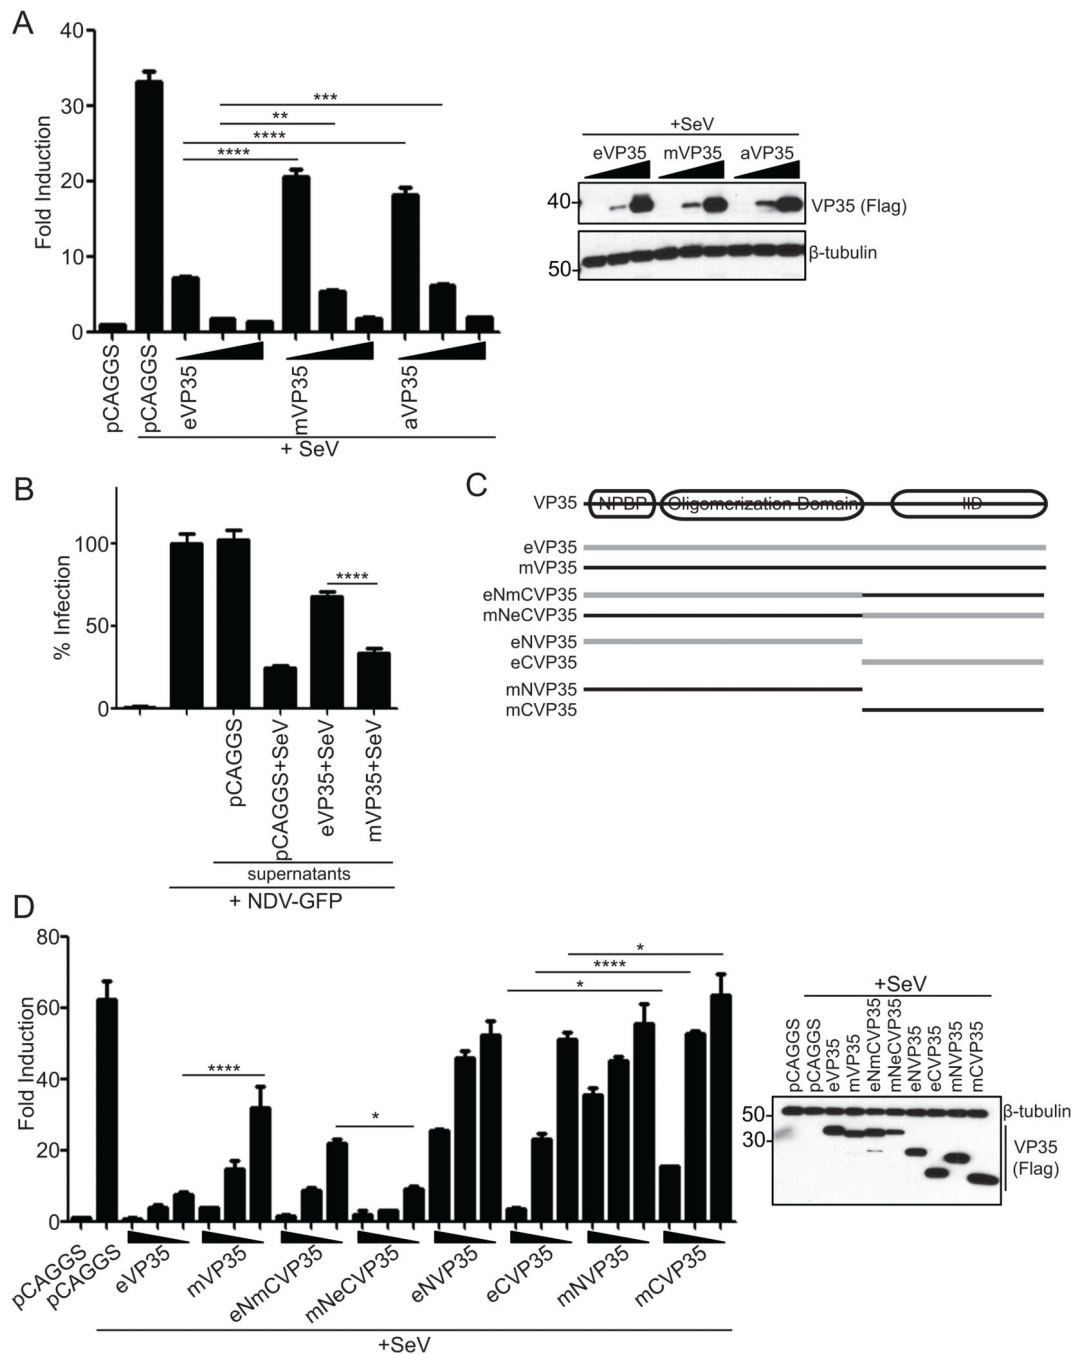 A
40
30
20
10
0
Fold Induction
***
**
****
****
pCAGGS
pCAGGS
eVP35
mVP35
aVP35
+ SeV
+SeV
eVP35 mVP35 aVP35
40
VP35 (Flag)
β-tubulin
50
B
100
50
0
% Infection
****
pCAGGS
pCAGGS+SeV
eVP35+SeV
mVP35+SeV
supernatants
+ NDV-GFP
C
VP35 NPBP Oligomerization Domain IID
eVP35
mVP35
eNmCVP35
mNeCVP35
eNVP35
eCVP35
mNVP35
mCVP35
D
80
60
40
20
0
Fold Induction
****
*
*
****
*
pCAGGS
pCAGGS
eVP35
mVP35
eNmCVP35
mNeCVP35
eNVP35
eCVP35
mNVP35
mCVP35
+SeV
+SeV
pCAGGS
pCAGGS
eVP35
mVP35
eNmCVP35
mNeCVP35
eNVP35
eCVP35
mNVP35
mCVP35
50
30
β-tubulin
VP35
(Flag)